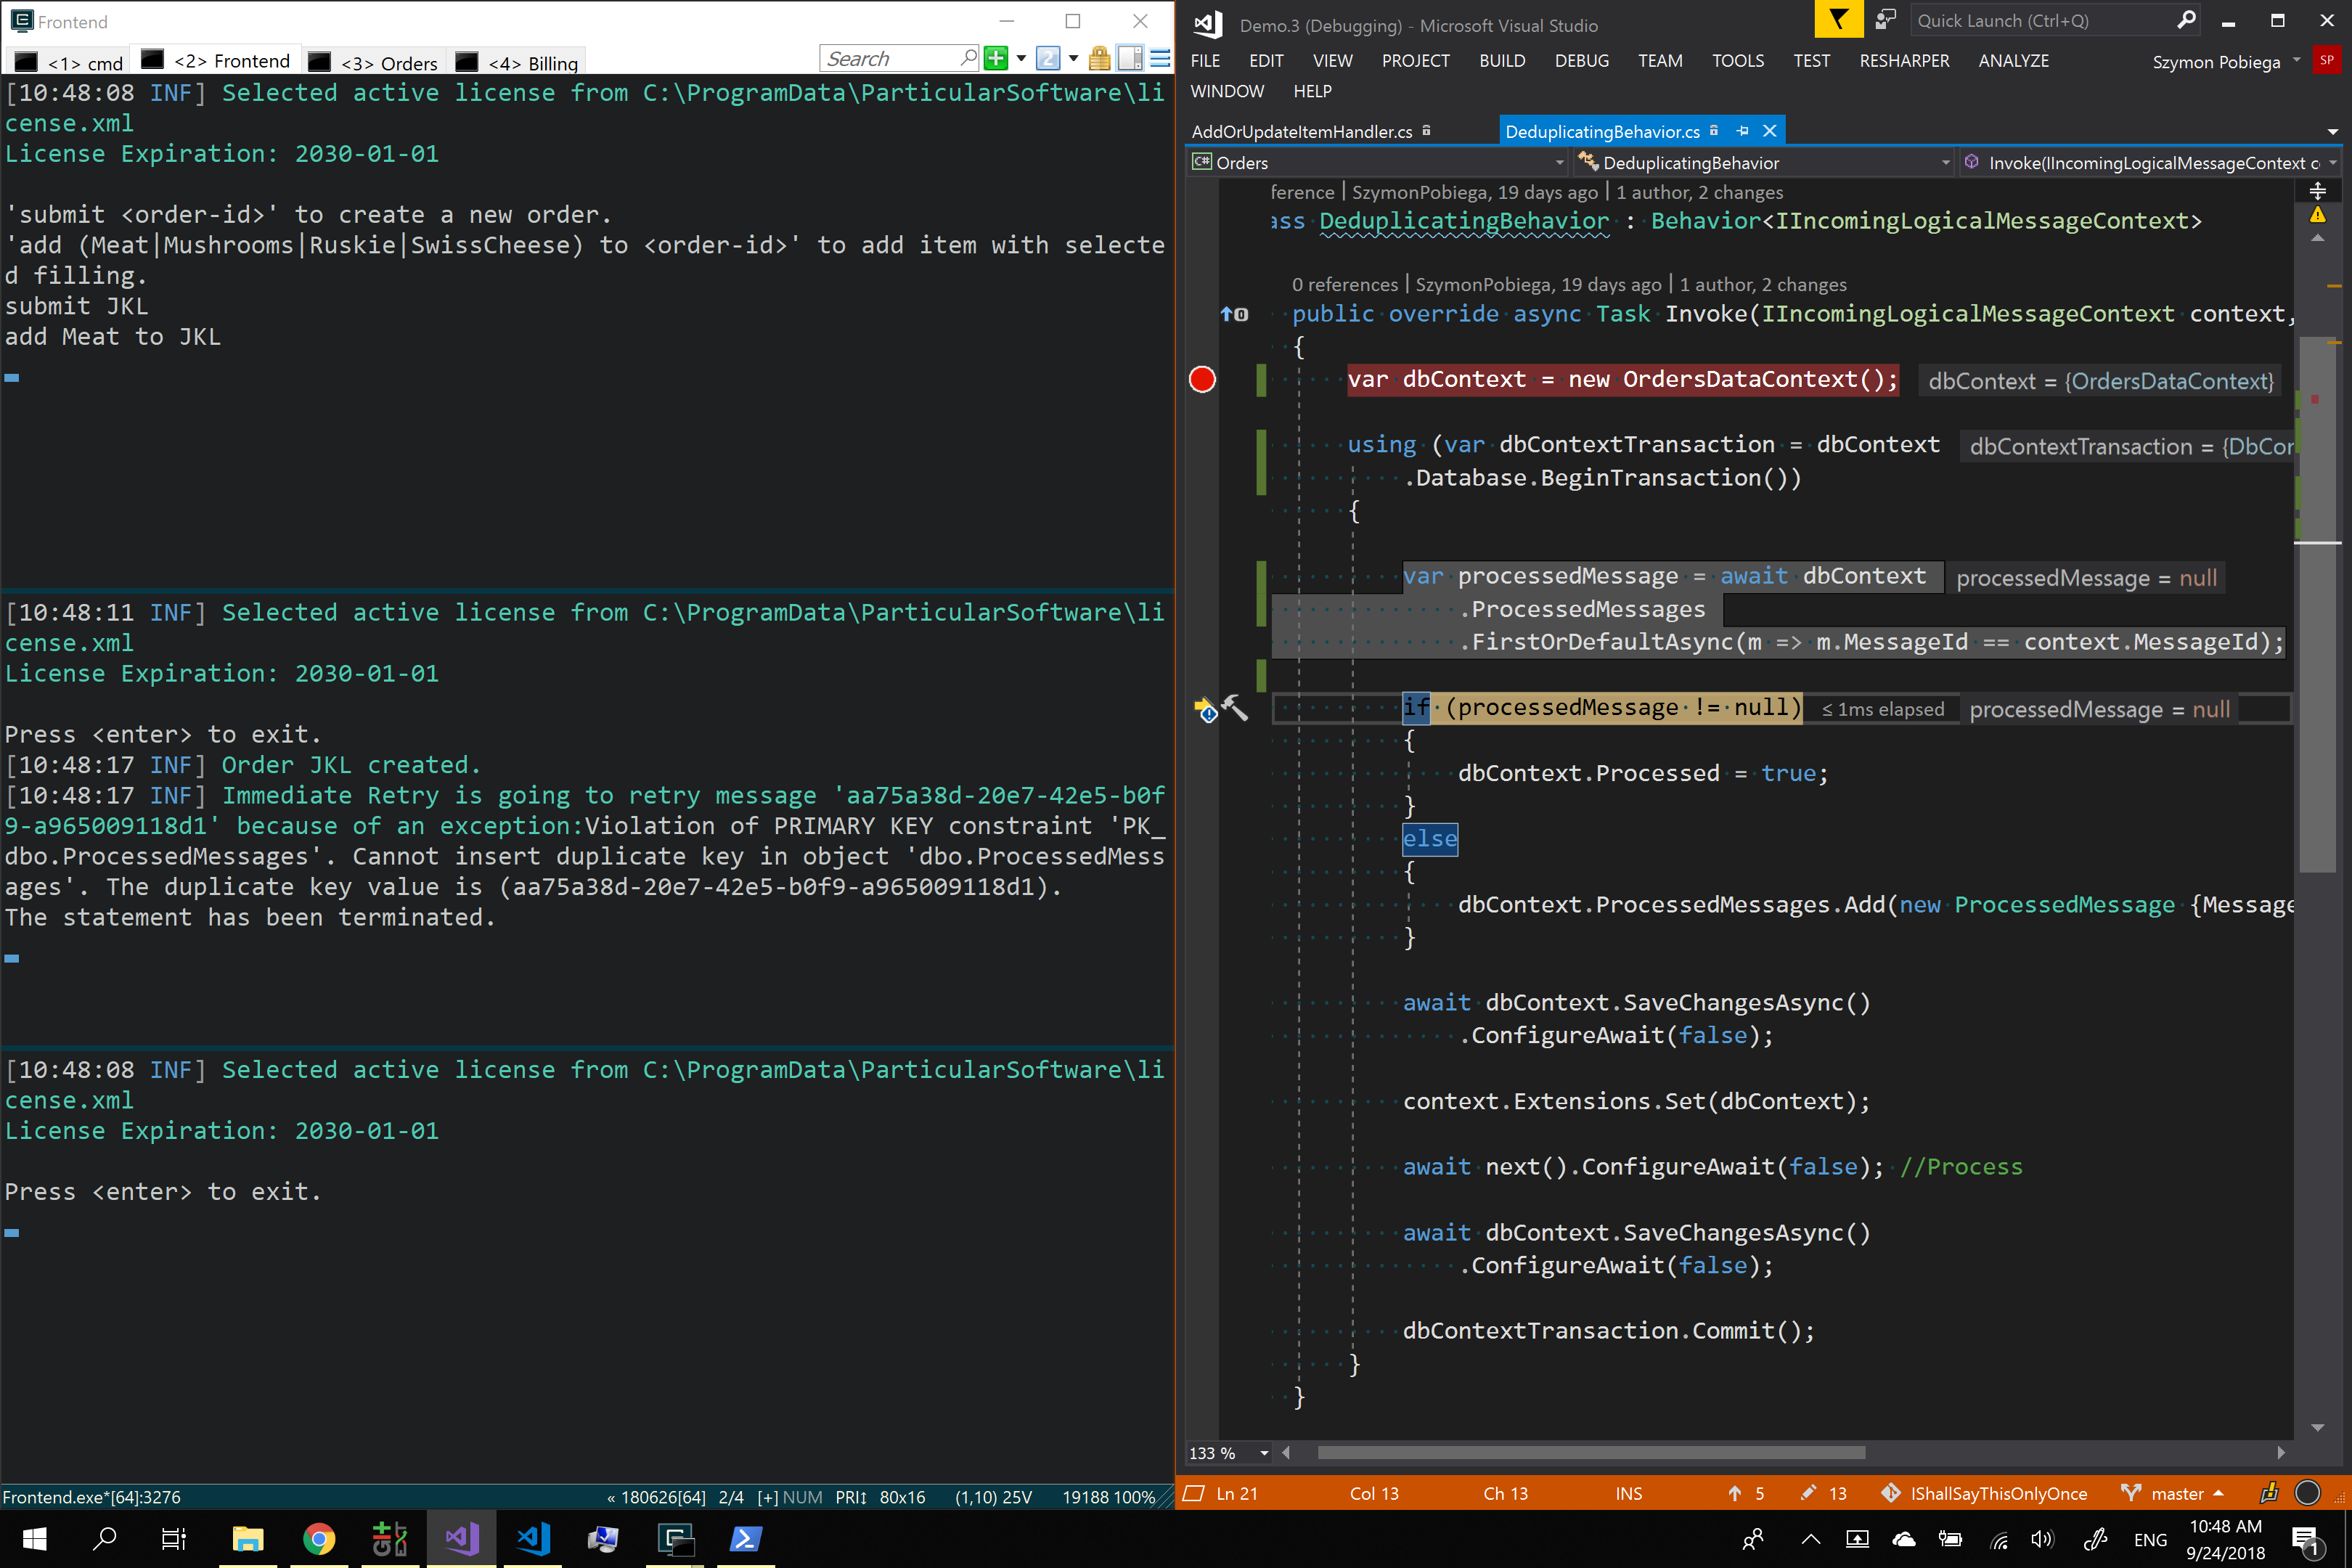 Frontend
<1> cmd
<2> Frontend
<3> Orders
<4> Billing
Search
[10:48:08 INF] Selected active license from C:\ProgramData\ParticularSoftware\li
cense.xml
License Expiration: 2030-01-01
'submit <order-id>' to create a new order.
'add (Meat|Mushrooms|Ruskie|SwissCheese) to <order-id>' to add item with selecte
d filling.
submit JKL
add Meat to JKL
[10:48:11 INF] Selected active license from C:\ProgramData\ParticularSoftware\li
cense.xml
License Expiration: 2030-01-01
Press <enter> to exit.
[10:48:17 INF] Order JKL created.
[10:48:17 INF] Immediate Retry is going to retry message 'aa75a38d-20e7-42e5-b0f
9-a965009118d1' because of an exception:Violation of PRIMARY KEY constraint 'PK_
dbo.ProcessedMessages'. Cannot insert duplicate key in object 'dbo.ProcessedMess
ages'. The duplicate key value is (aa75a38d-20e7-42e5-b0f9-a965009118d1).
The statement has been terminated.
[10:48:08 INF] Selected active license from C:\ProgramData\ParticularSoftware\li
cense.xml
License Expiration: 2030-01-01
Press <enter> to exit.
Frontend.exe*[64]:3276
« 180626[64] 2/4 [+] NUM PRI↕ 80x16 (1,10) 25V 19188 100%
Demo.3 (Debugging) - Microsoft Visual Studio
Quick Launch (Ctrl+Q)
FILE EDIT VIEW PROJECT BUILD DEBUG TEAM TOOLS TEST RESHARPER ANALYZE
Szymon Pobiega SP
WINDOW HELP
AddOrUpdateItemHandler.cs
DeduplicatingBehavior.cs
C# Orders
DeduplicatingBehavior
Invoke(IIncomingLogicalMessageContext c
ference | SzymonPobiega, 19 days ago | 1 author, 2 changes
ass DeduplicatingBehavior : Behavior<IIncomingLogicalMessageContext>
0 references | SzymonPobiega, 19 days ago | 1 author, 2 changes
public override async Task Invoke(IIncomingLogicalMessageContext context,
{
var dbContext = new OrdersDataContext(); dbContext = {OrdersDataContext}
using (var dbContextTransaction = dbContext dbContextTransaction = {DbCon
.Database.BeginTransaction())
{
var processedMessage = await dbContext processedMessage = null
.ProcessedMessages
.FirstOrDefaultAsync(m => m.MessageId == context.MessageId);
if (processedMessage != null) ≤ 1ms elapsed processedMessage = null
{
dbContext.Processed = true;
}
else
{
dbContext.ProcessedMessages.Add(new ProcessedMessage {Message
}
await dbContext.SaveChangesAsync()
.ConfigureAwait(false);
context.Extensions.Set(dbContext);
await next().ConfigureAwait(false); //Process
await dbContext.SaveChangesAsync()
.ConfigureAwait(false);
dbContextTransaction.Commit();
}
}
133 %
Ln 21 Col 13 Ch 13 INS 5 13 IShallSayThisOnlyOnce master
ENG
10:48 AM
9/24/2018
1